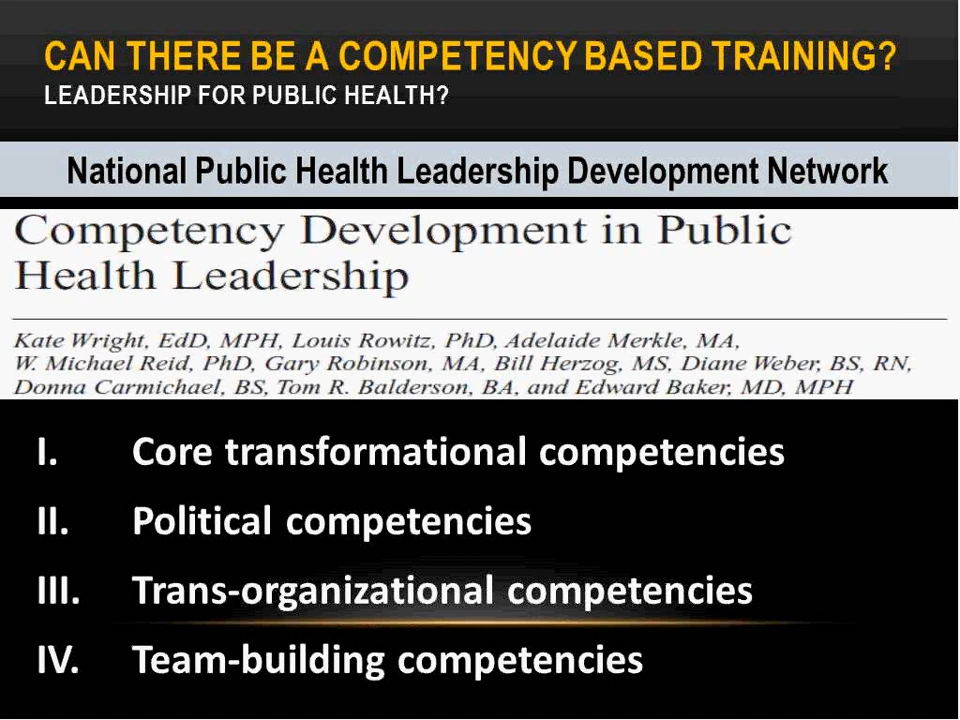 CAN THERE BE A COMPETENCY BASED TRAINING?
LEADERSHIP FOR PUBLIC HEALTH?
National Public Health Leadership Development Network
Competency Development in Public
Health Leadership
Kate Wright, EdD, MPH, Louis Rowitz, PhD, Adelaide Merkle, MA,
W. Michael Reid, PhD, Gary Robinson, MA, Bill Herzog, MS, Diane Weber, BS, RN,
Donna Carmichael, BS, Tom R. Balderson, BA, and Edward Baker, MD, MPH
I. Core transformational competencies
II. Political competencies
III. Trans-organizational competencies
IV. Team-building competencies